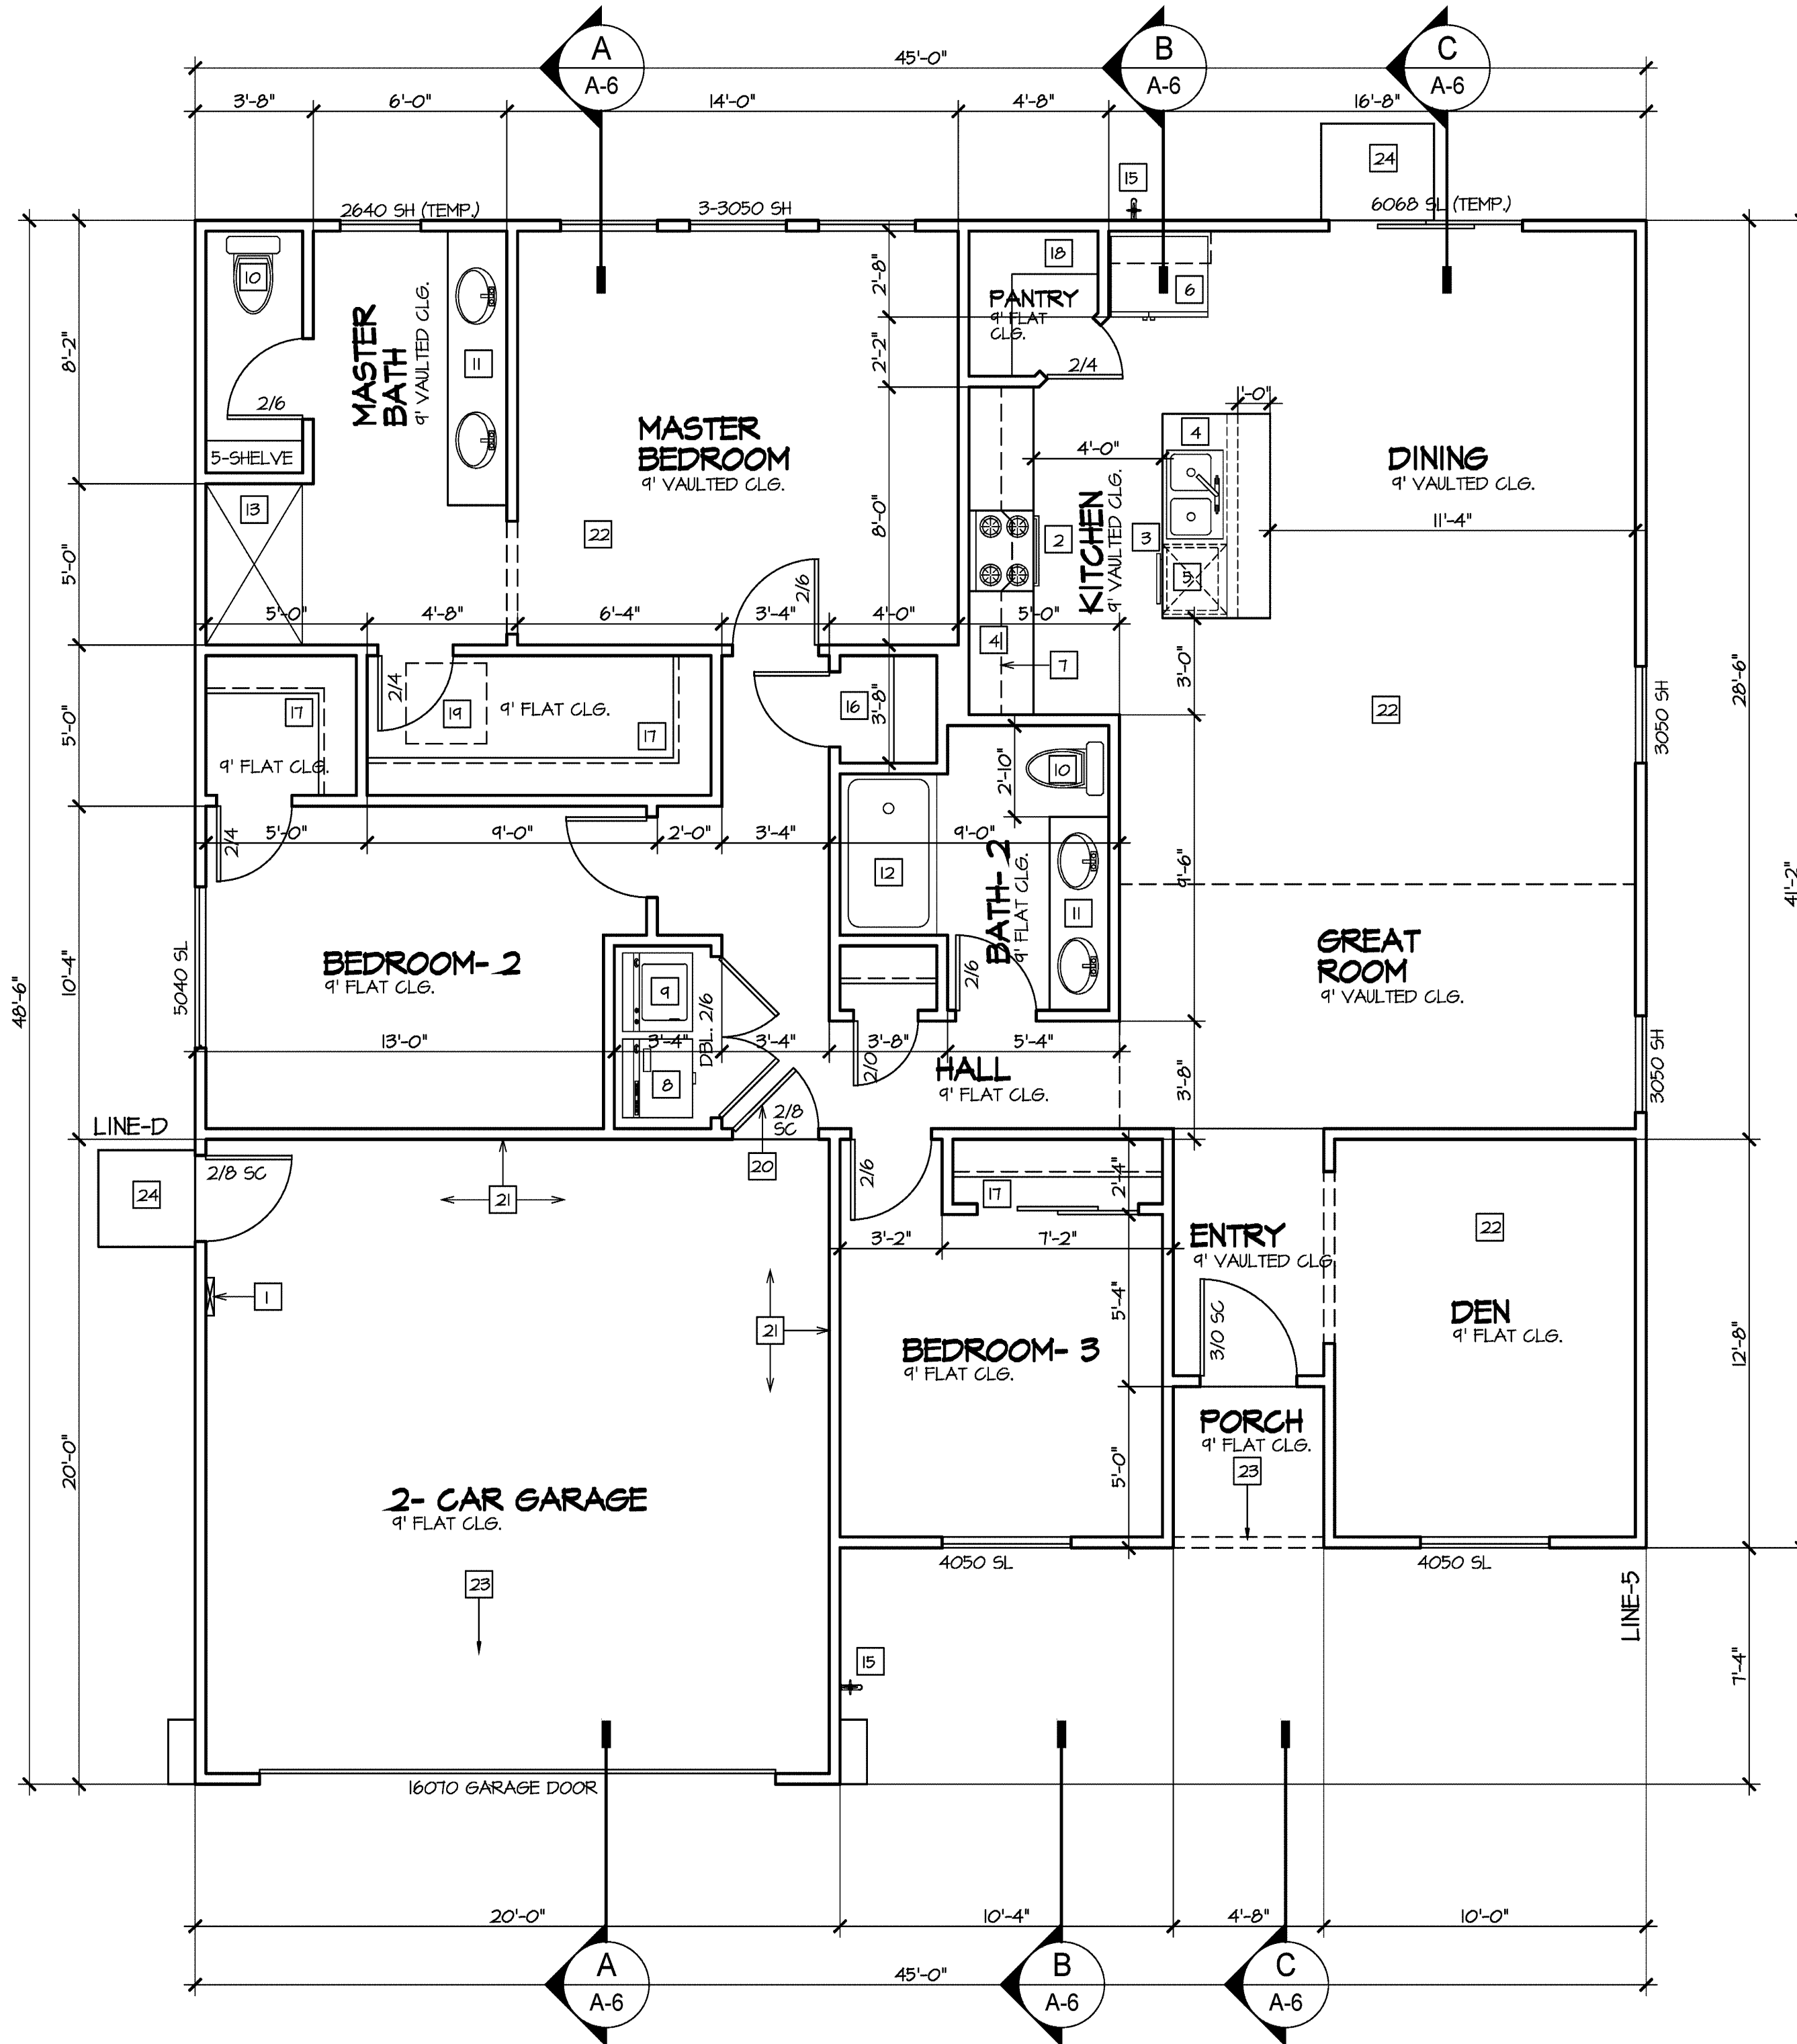 A
A-6
B
A-6
C
A-6
45'-0"
3'-8"
6'-0"
14'-0"
4'-8"
16'-8"
24
15
2640 SH (TEMP.)
3-3050 SH
6068 SL (TEMP.)
10
MASTER
BATH
9' VAULTED CLG.
11
2/6
5-SHELVE
13
8'-2"
5'-0"
5'-0"
10'-4"
20'-0"
48'-6"
MASTER
BEDROOM
9' VAULTED CLG.
22
2'-8"
2'-2"
8'-0"
18
PANTRY
9' FLAT
CLG.
2/4
6
1'-0"
4
4'-0"
KITCHEN
9' VAULTED CLG.
2
3
5
DINING
9' VAULTED CLG.
11'-4"
5'-0"
4'-8"
6'-4"
3'-4"
2/6
4'-0"
5'-0"
4
7
3'-0"
17
9' FLAT CLG.
2/4
19
9' FLAT CLG.
17
16
3'-8"
22
3050 SH
28'-6"
41'-2"
2'-10"
10
2/4
5'-0"
9'-0"
2'-0"
3'-4"
9'-0"
12
BATH-2
9' FLAT CLG.
11
9'-6"
2/6
5040 SL
BEDROOM-2
9' FLAT CLG.
9
DBL. 2/6
GREAT
ROOM
9' VAULTED CLG.
13'-0"
3'-4"
3'-4"
3'-8"
5'-4"
8
2/0
HALL
9' FLAT CLG.
3'-8"
3050 SH
LINE-D
2/8
SC
20
24
2/8 SC
21
2/6
17
2'-4"
3'-2"
7'-2"
ENTRY
9' VAULTED CLG
22
1
21
5'-4"
3/0 SC
BEDROOM-3
9' FLAT CLG.
DEN
9' FLAT CLG.
12'-8"
PORCH
9' FLAT CLG.
23
5'-0"
2-CAR GARAGE
9' FLAT CLG.
23
4050 SL
4050 SL
LINE-5
15
7'-4"
16070 GARAGE DOOR
20'-0"
10'-4"
4'-8"
10'-0"
45'-0"
A
A-6
B
A-6
C
A-6